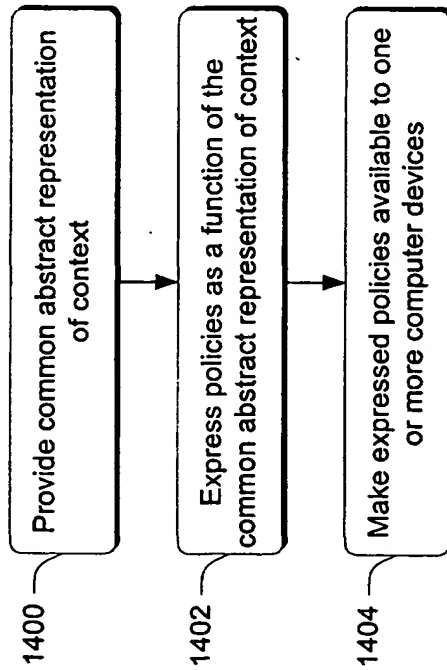 1400
Provide common abstract representation
of context
1402
Express policies as a function of the
common abstract representation of context
1404
Make expressed policies available to one
or more computer devices